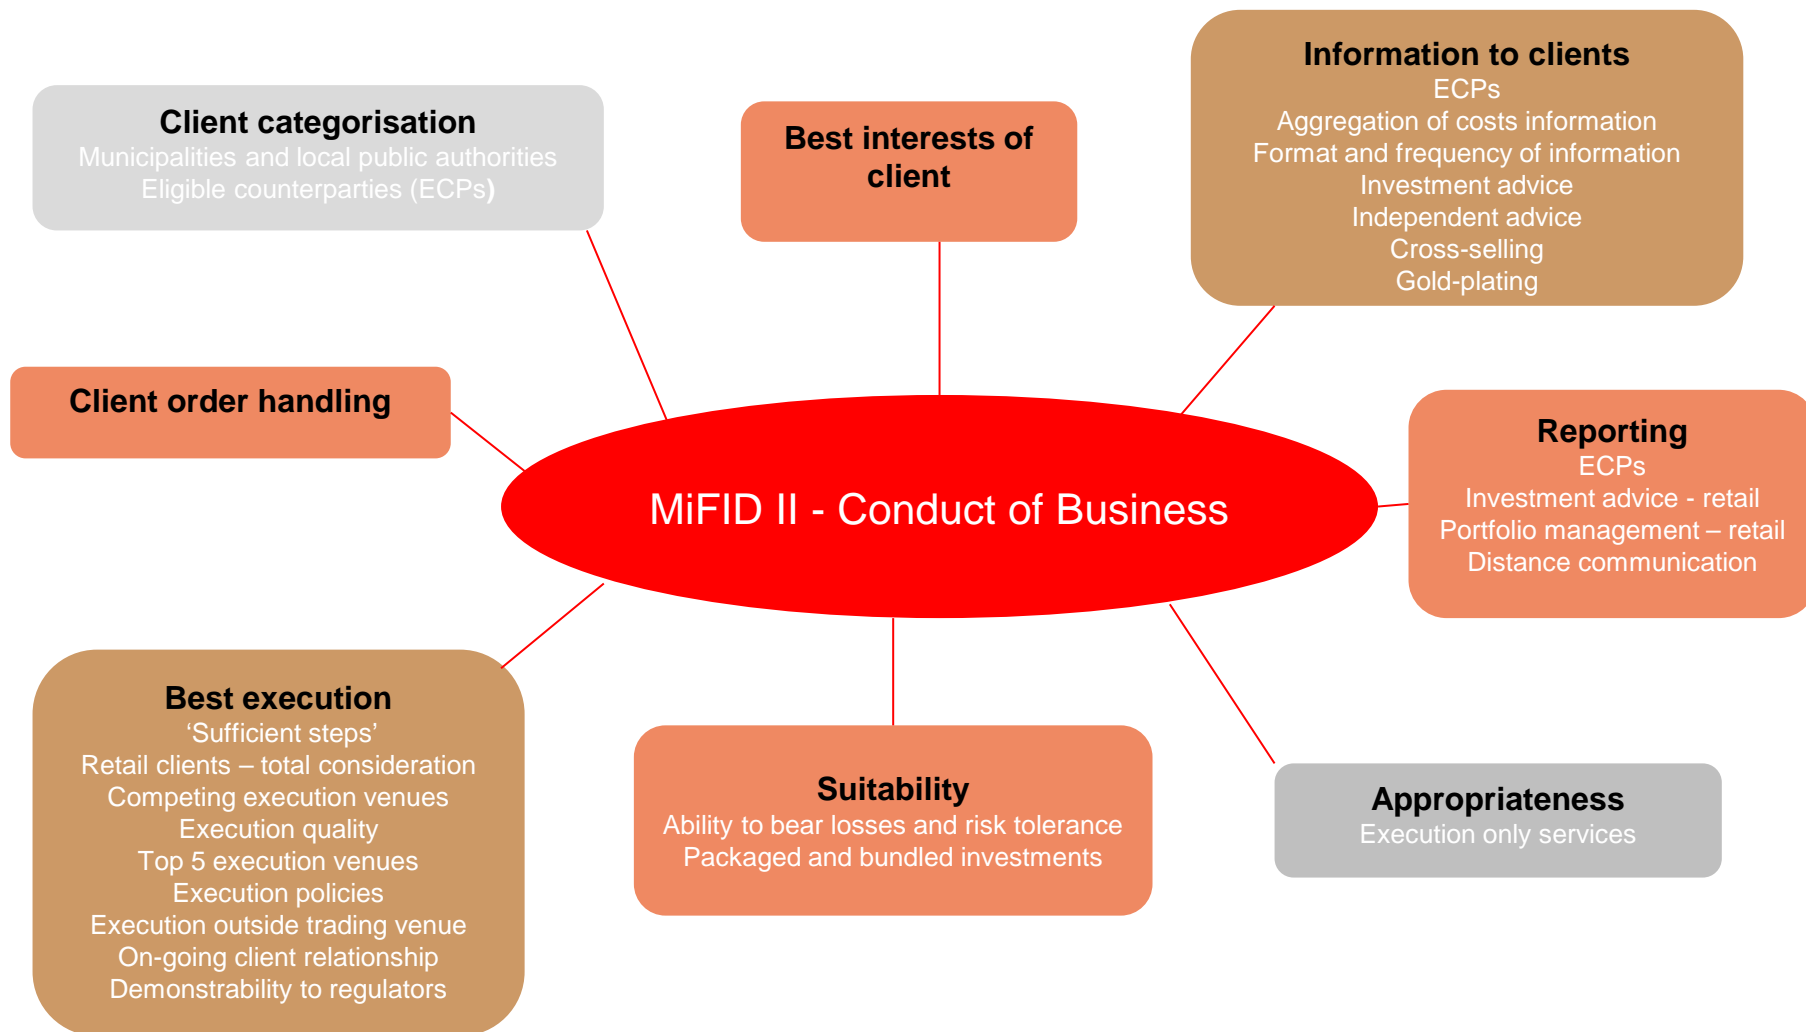 Client categorisation
Municipalities and local public authorities
Eligible counterparties (ECPs)
Best interests of
client
Information to clients
ECPs
Aggregation of costs information
Format and frequency of information
Investment advice
Independent advice
Cross-selling
Gold-plating
Client order handling
MiFID II - Conduct of Business
Reporting
ECPs
Investment advice - retail
Portfolio management – retail
Distance communication
Best execution
‘Sufficient steps’
Retail clients – total consideration
Competing execution venues
Execution quality
Top 5 execution venues
Execution policies
Execution outside trading venue
On-going client relationship
Demonstrability to regulators
Suitability
Ability to bear losses and risk tolerance
Packaged and bundled investments
Appropriateness
Execution only services